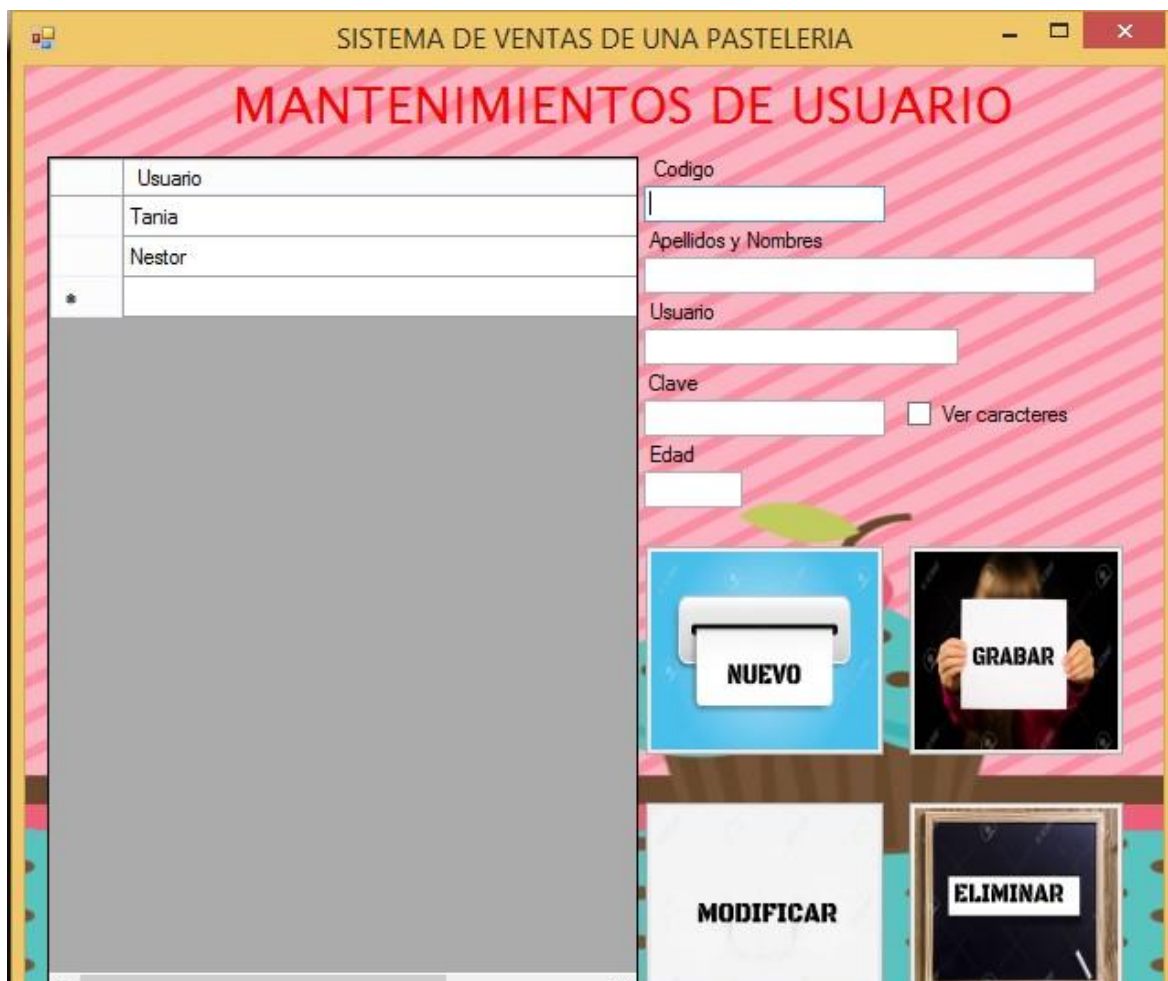 SISTEMA DE VENTAS DE UNA PASTELERIA
MANTENIMIENTOS DE USUARIO
Usuario
Tania
Nestor
Codigo
Apellidos y Nombres
Usuario
Clave
Ver caracteres
Edad
NUEVO
GRABAR
MODIFICAR
ELIMINAR